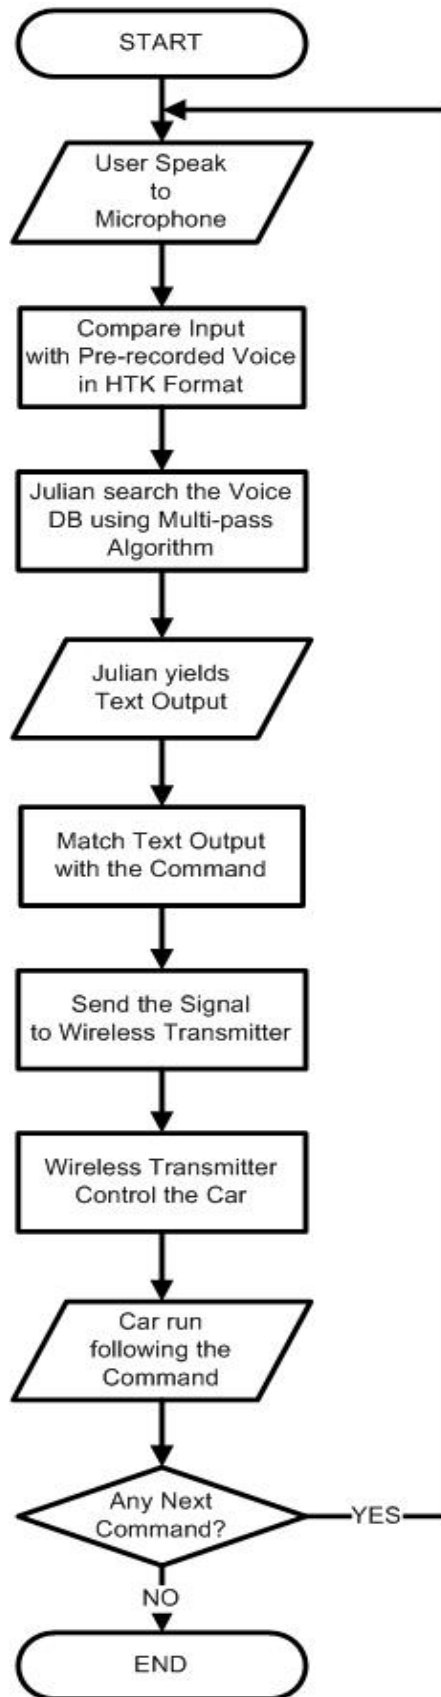 START
User Speak
to
Microphone
Compare Input
with Pre-recorded Voice
in HTK Format
Julian search the Voice
DB using Multi-pass
Algorithm
Julian yields
Text Output
Match Text Output
with the Command
Send the Signal
to Wireless Transmitter
Wireless Transmitter
Control the Car
Car run
following the
Command
Any Next
Command?
YES
NO
END